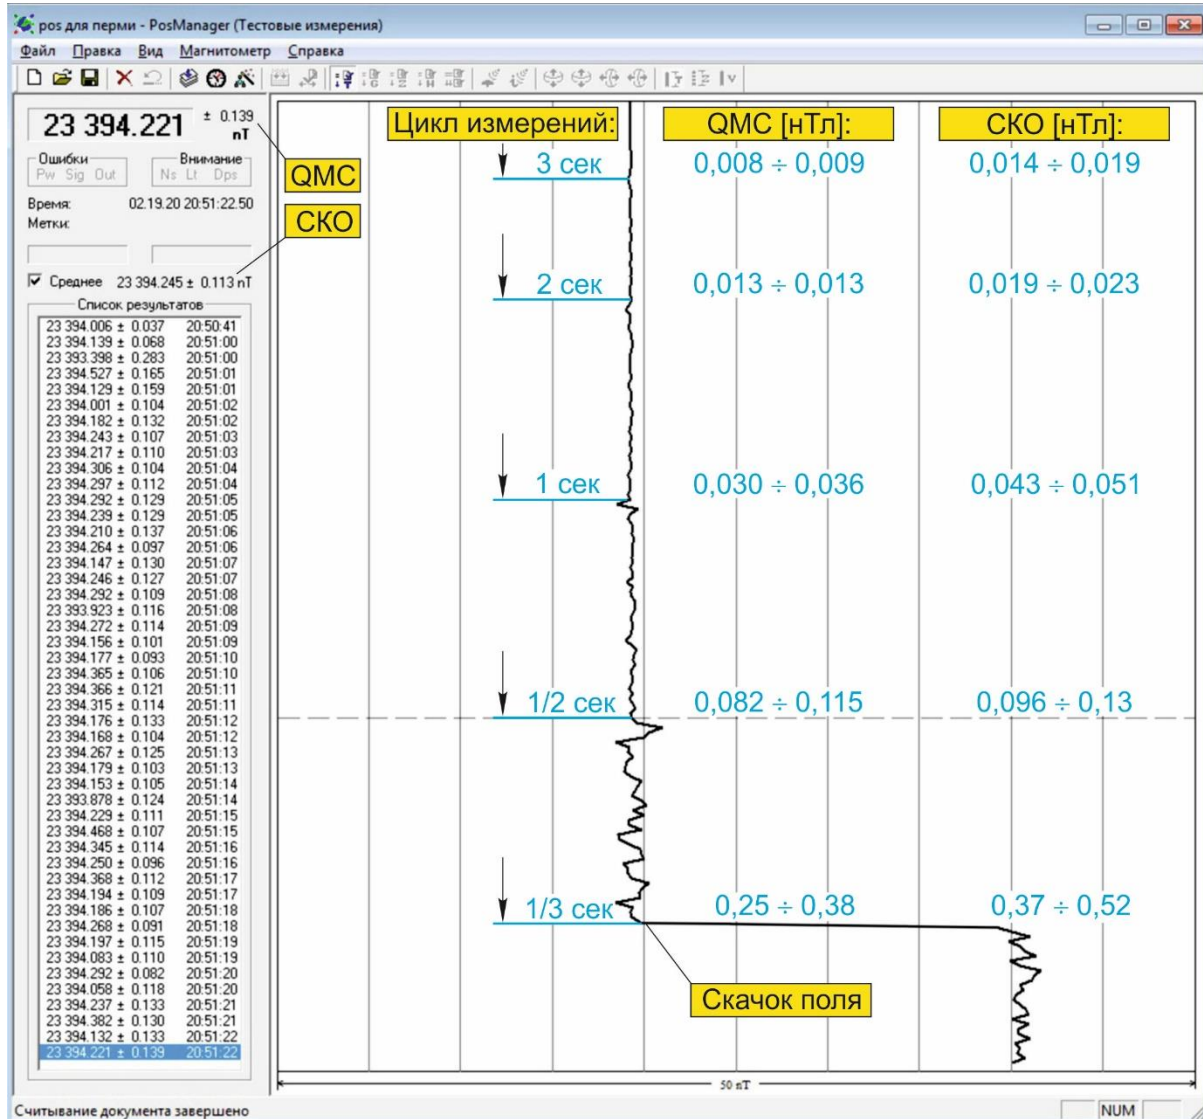 pos для перми - PosManager (Тестовые измерения)
Файл Правка Вид Магнитометр Справка
23 394.221 ± 0.139 nT
Ошибки Внимание
Pw Sig Out Ns Lt Dps
Время: 02.19.20 20:51:22.50
Метки:
Среднее 23 394.245 ± 0.113 nT
Список результатов
23 394.006 ± 0.037 20:50:41
23 394.139 ± 0.068 20:51:00
23 393.398 ± 0.283 20:51:00
23 394.527 ± 0.165 20:51:01
23 394.129 ± 0.159 20:51:01
23 394.001 ± 0.104 20:51:02
23 394.182 ± 0.132 20:51:02
23 394.243 ± 0.107 20:51:03
23 394.217 ± 0.110 20:51:03
23 394.306 ± 0.104 20:51:04
23 394.297 ± 0.112 20:51:04
23 394.292 ± 0.129 20:51:05
23 394.239 ± 0.129 20:51:05
23 394.210 ± 0.137 20:51:06
23 394.264 ± 0.097 20:51:06
23 394.147 ± 0.130 20:51:07
23 394.246 ± 0.127 20:51:07
23 394.292 ± 0.109 20:51:08
23 393.923 ± 0.116 20:51:08
23 394.272 ± 0.114 20:51:09
23 394.156 ± 0.101 20:51:09
23 394.177 ± 0.093 20:51:10
23 394.365 ± 0.106 20:51:10
23 394.366 ± 0.121 20:51:11
23 394.315 ± 0.114 20:51:11
23 394.176 ± 0.133 20:51:12
23 394.168 ± 0.104 20:51:12
23 394.267 ± 0.125 20:51:13
23 394.179 ± 0.103 20:51:13
23 394.153 ± 0.105 20:51:14
23 393.878 ± 0.124 20:51:14
23 394.229 ± 0.111 20:51:15
23 394.468 ± 0.107 20:51:15
23 394.345 ± 0.114 20:51:16
23 394.250 ± 0.096 20:51:16
23 394.368 ± 0.112 20:51:17
23 394.194 ± 0.109 20:51:17
23 394.186 ± 0.107 20:51:18
23 394.268 ± 0.091 20:51:18
23 394.197 ± 0.115 20:51:19
23 394.083 ± 0.110 20:51:19
23 394.292 ± 0.082 20:51:20
23 394.058 ± 0.118 20:51:20
23 394.237 ± 0.133 20:51:21
23 394.382 ± 0.130 20:51:21
23 394.132 ± 0.133 20:51:22
23 394.221 ± 0.139 20:51:22
QMC
СКО
Цикл измерений: QMC [нТл]: СКО [нТл]:
3 сек 0,008 ÷ 0,009 0,014 ÷ 0,019
2 сек 0,013 ÷ 0,013 0,019 ÷ 0,023
1 сек 0,030 ÷ 0,036 0,043 ÷ 0,051
1/2 сек 0,082 ÷ 0,115 0,096 ÷ 0,13
1/3 сек 0,25 ÷ 0,38 0,37 ÷ 0,52
Скачок поля
50 nT
Считывание документа завершено
NUM